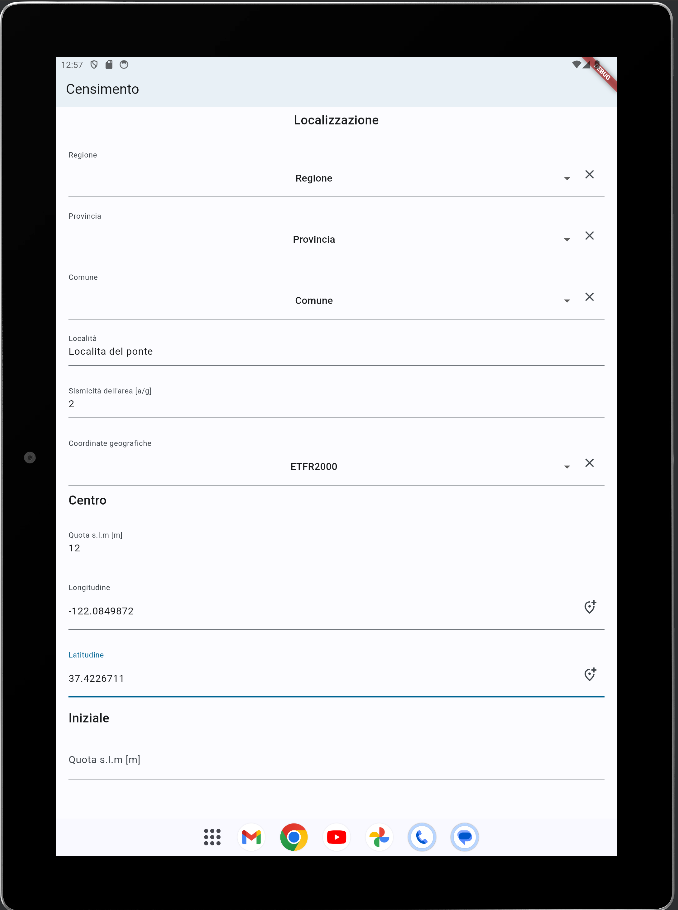 12:57
DEBUG
Censimento
Localizzazione
Regione
Regione
Provincia
Provincia
Comune
Comune
Località
Localita del ponte
Sismicità dell'area [a/g]
2
Coordinate geografiche
ETFR2000
Centro
Quota s.l.m [m]
12
Longitudine
-122.0849872
Latitudine
37.4226711
Iniziale
Quota s.l.m [m]